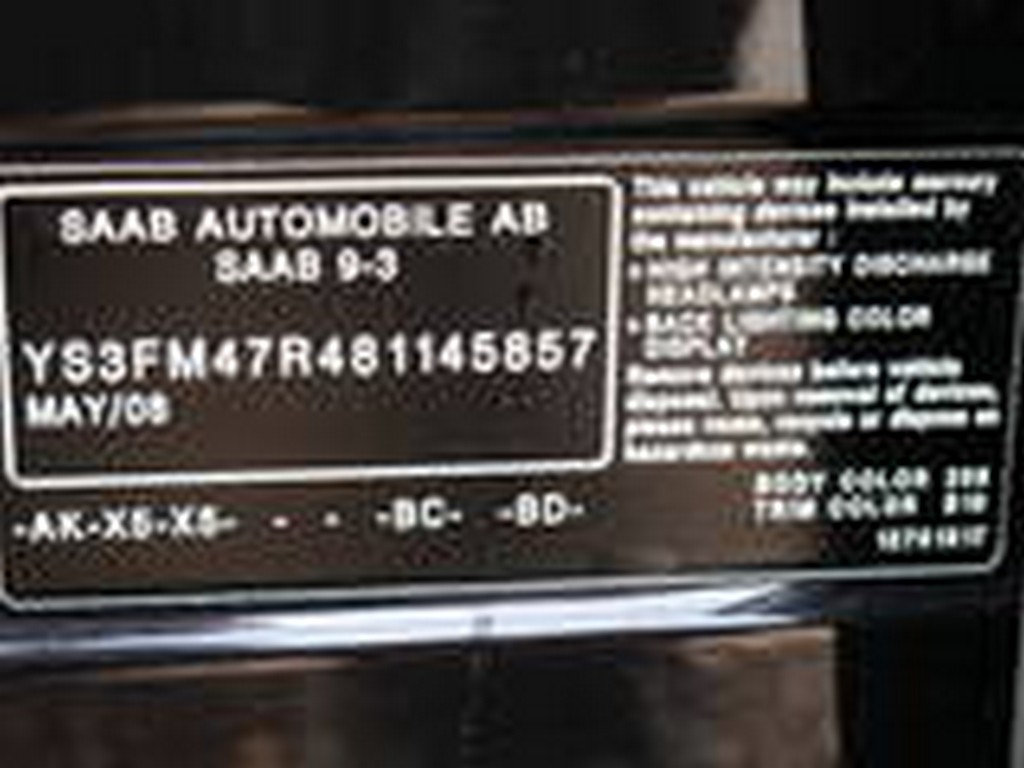 SAAB AUTOMOBILE AB
SAAB 9-3
YS3FM47R481145857
MAY/08
-AK-X5-X6- - - -BC- -BD-
This vehicle may include mercury
containing devices installed by
the manufacturer :
HIGH INTENSITY DISCHARGE
HEADLAMPS
BACK LIGHTING COLOR
DISPLAY
Remove devices before vehicle
disposal. Upon removal of devices,
please reuse, recycle or dispose as
hazardous waste.
BODY COLOR
TRIM COLOR